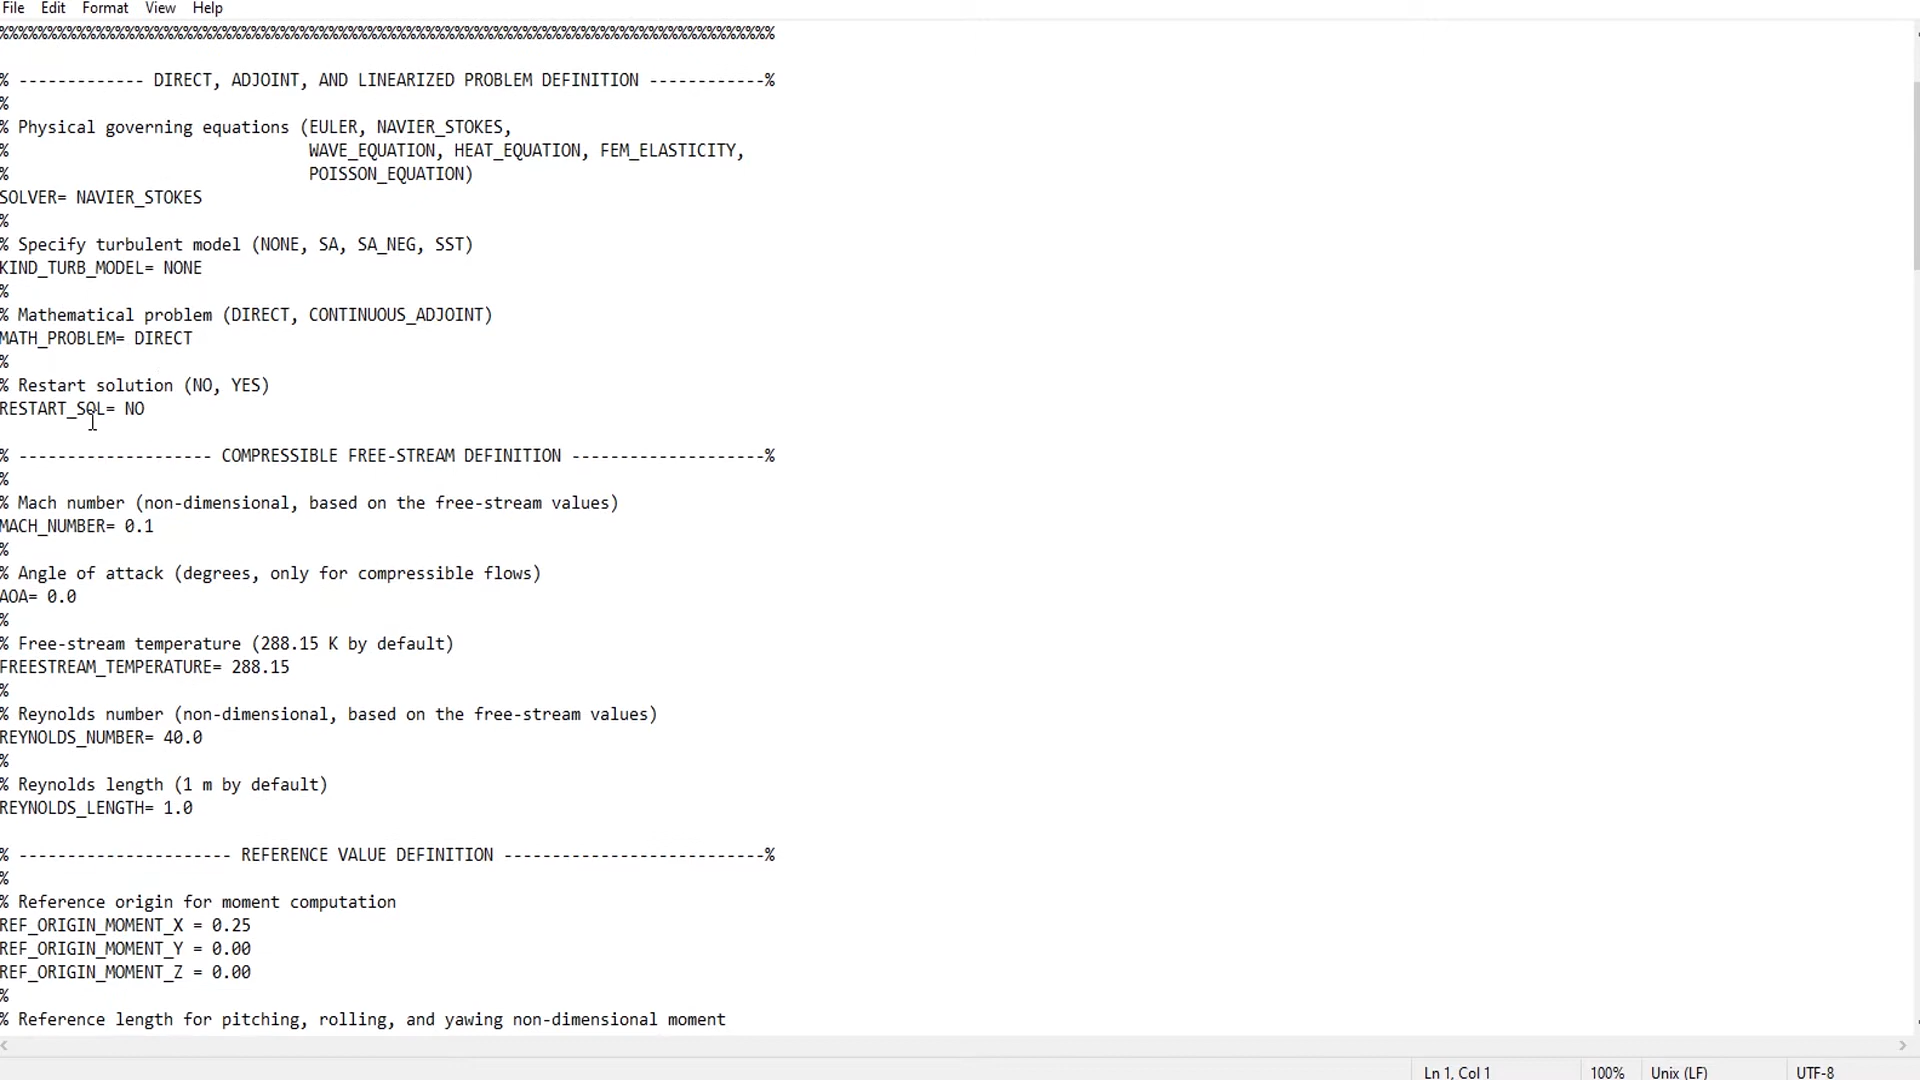 File Edit Format View Help
%%%%%%%%%%%%%%%%%%%%%%%%%%%%%%%%%%%%%%%%%%%%%%%%%%%%%%%%%%%%%%%%%%%%%%%%%%%%%%%%%%
% ------------- DIRECT, ADJOINT, AND LINEARIZED PROBLEM DEFINITION ------------%
%
% Physical governing equations (EULER, NAVIER_STOKES,
% WAVE_EQUATION, HEAT_EQUATION, FEM_ELASTICITY,
% POISSON_EQUATION)
SOLVER= NAVIER_STOKES
%
% Specify turbulent model (NONE, SA, SA_NEG, SST)
KIND_TURB_MODEL= NONE
%
% Mathematical problem (DIRECT, CONTINUOUS_ADJOINT)
MATH_PROBLEM= DIRECT
%
% Restart solution (NO, YES)
RESTART_SOL= NO
% -------------------- COMPRESSIBLE FREE-STREAM DEFINITION --------------------%
%
% Mach number (non-dimensional, based on the free-stream values)
MACH_NUMBER= 0.1
%
% Angle of attack (degrees, only for compressible flows)
AOA= 0.0
%
% Free-stream temperature (288.15 K by default)
FREESTREAM_TEMPERATURE= 288.15
%
% Reynolds number (non-dimensional, based on the free-stream values)
REYNOLDS_NUMBER= 40.0
%
% Reynolds length (1 m by default)
REYNOLDS_LENGTH= 1.0
% ---------------------- REFERENCE VALUE DEFINITION ---------------------------%
%
% Reference origin for moment computation
REF_ORIGIN_MOMENT_X = 0.25
REF_ORIGIN_MOMENT_Y = 0.00
REF_ORIGIN_MOMENT_Z = 0.00
%
% Reference length for pitching, rolling, and yawing non-dimensional moment
Ln 1, Col 1 100% Unix (LF) UTF-8